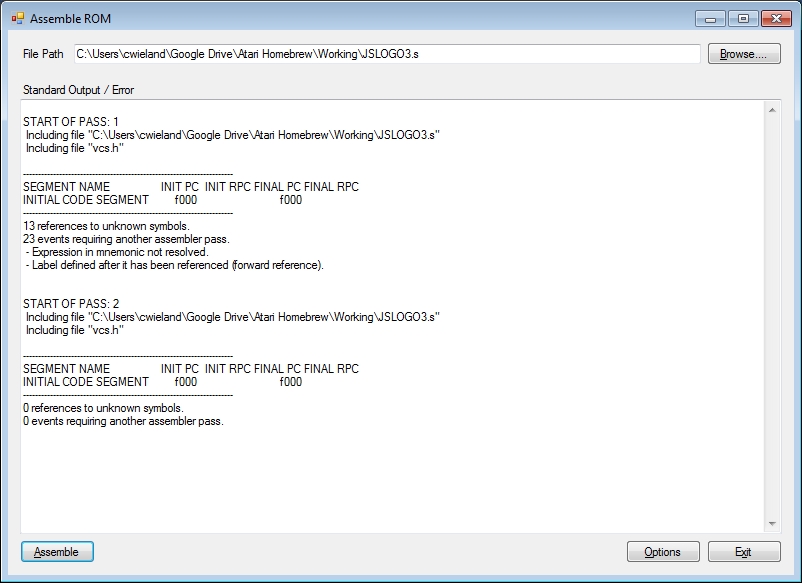 Assemble ROM
File Path C:\Users\cwieland\Google Drive\Atari Homebrew\Working\JSLOGO3.s Browse....
Standard Output / Error
START OF PASS: 1
Including file "C:\Users\cwieland\Google Drive\Atari Homebrew\Working\JSLOGO3.s"
Including file "vcs.h"
----------------------------------------------------------------------
SEGMENT NAME INIT PC INIT RPC FINAL PC FINAL RPC
INITIAL CODE SEGMENT f000 f000
----------------------------------------------------------------------
13 references to unknown symbols.
23 events requiring another assembler pass.
- Expression in mnemonic not resolved.
- Label defined after it has been referenced (forward reference).
START OF PASS: 2
Including file "C:\Users\cwieland\Google Drive\Atari Homebrew\Working\JSLOGO3.s"
Including file "vcs.h"
----------------------------------------------------------------------
SEGMENT NAME INIT PC INIT RPC FINAL PC FINAL RPC
INITIAL CODE SEGMENT f000 f000
----------------------------------------------------------------------
0 references to unknown symbols.
0 events requiring another assembler pass.
Assemble Options Exit